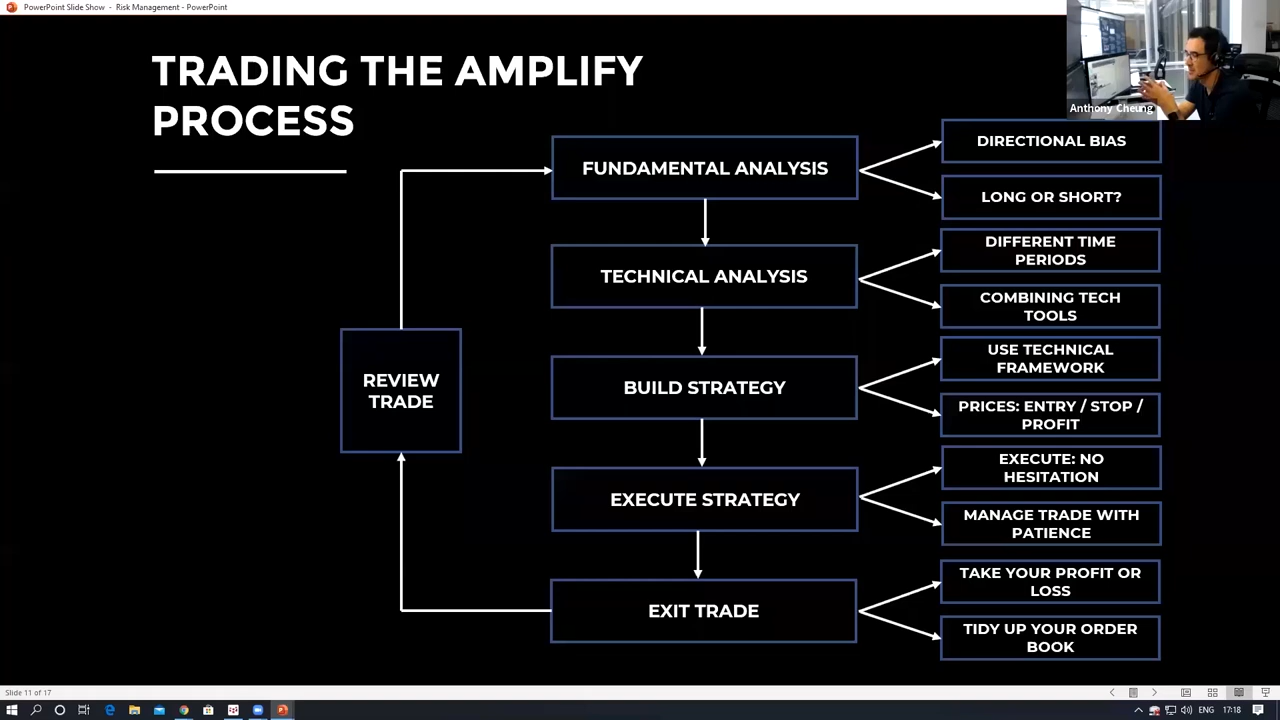 PowerPoint Slide Show - Risk Management - PowerPoint
Anthony Cheung
TRADING THE AMPLIFY
PROCESS
FUNDAMENTAL ANALYSIS
DIRECTIONAL BIAS
LONG OR SHORT?
TECHNICAL ANALYSIS
DIFFERENT TIME
PERIODS
COMBINING TECH
TOOLS
BUILD STRATEGY
USE TECHNICAL
FRAMEWORK
PRICES: ENTRY / STOP /
PROFIT
EXECUTE STRATEGY
EXECUTE: NO
HESITATION
MANAGE TRADE WITH
PATIENCE
EXIT TRADE
TAKE YOUR PROFIT OR
LOSS
TIDY UP YOUR ORDER
BOOK
REVIEW
TRADE
Slide 11 of 17
ENG
17:18